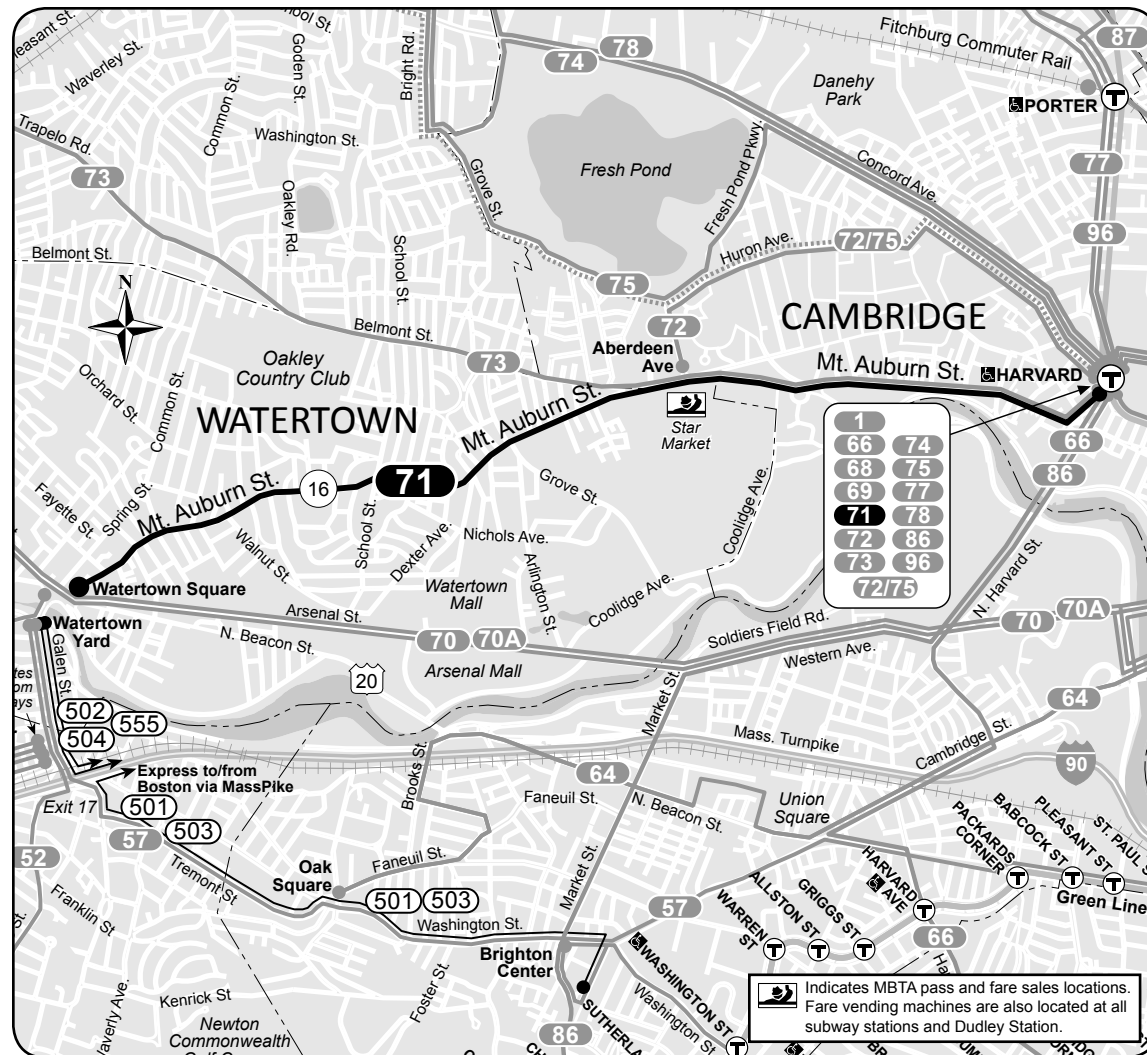 leasant St.
Waverley St.
Goden St.
Common St.
Bright Rd.
74
78
Fitchburg Commuter Rail
87
Danehy
Park
PORTER
T
Trapelo Rd.
73
Washington St.
Oakley Rd.
Grove St.
Fresh Pond
Fresh Pond Pkwy.
Concord Ave.
77
96
Huron Ave.
72/75
Belmont St.
School St.
75
N
Belmont St.
73
72
Aberdeen
Ave
CAMBRIDGE
Mt. Auburn St.
HARVARD
T
Oakley
Country Club
Orchard St.
Common St.
WATERTOWN
Mt. Auburn St.
Star
Market
1
66
74
68
75
69
77
71
78
72
86
73
96
72/75
66
86
Fayette St.
Spring St.
Mt. Auburn St.
16
71
Grove St.
Coolidge Ave.
School St.
Walnut St.
Dexter Ave.
Nichols Ave.
Arlington St.
Watertown
Mall
Coolidge Ave.
N. Harvard St.
Watertown Square
Watertown
Yard
Arsenal St.
N. Beacon St.
70
70A
Arsenal Mall
Soldiers Field Rd.
Western Ave.
70
70A
Galen St.
20
Market St.
64
502
555
504
Mass. Turnpike
Cambridge St.
90
Express to/from
Boston via MassPike
Exit 17
501
503
57
52
Brooks St.
64
Faneuil St.
N. Beacon St.
Union
Square
PACKARDS
CORNER
BABCOCK ST
PLEASANT ST
ST. PAUL S
T
T
T
Green Line
Tremont St.
Oak
Square
Faneuil St.
501
503
Washington St.
Market St.
57
HARVARD
AVE
T
66
WARREN
ST
ALLSTON ST
GRIGGS ST
T
T
T
Franklin St.
Brighton
Center
WASHINGTON ST
Washington St.
T
Foster St.
86
SUTHERLA
Kenrick St
averly Ave.
Newton
Commonwealth
Indicates MBTA pass and fare sales locations.
Fare vending machines are also located at all
subway stations and Dudley Station.